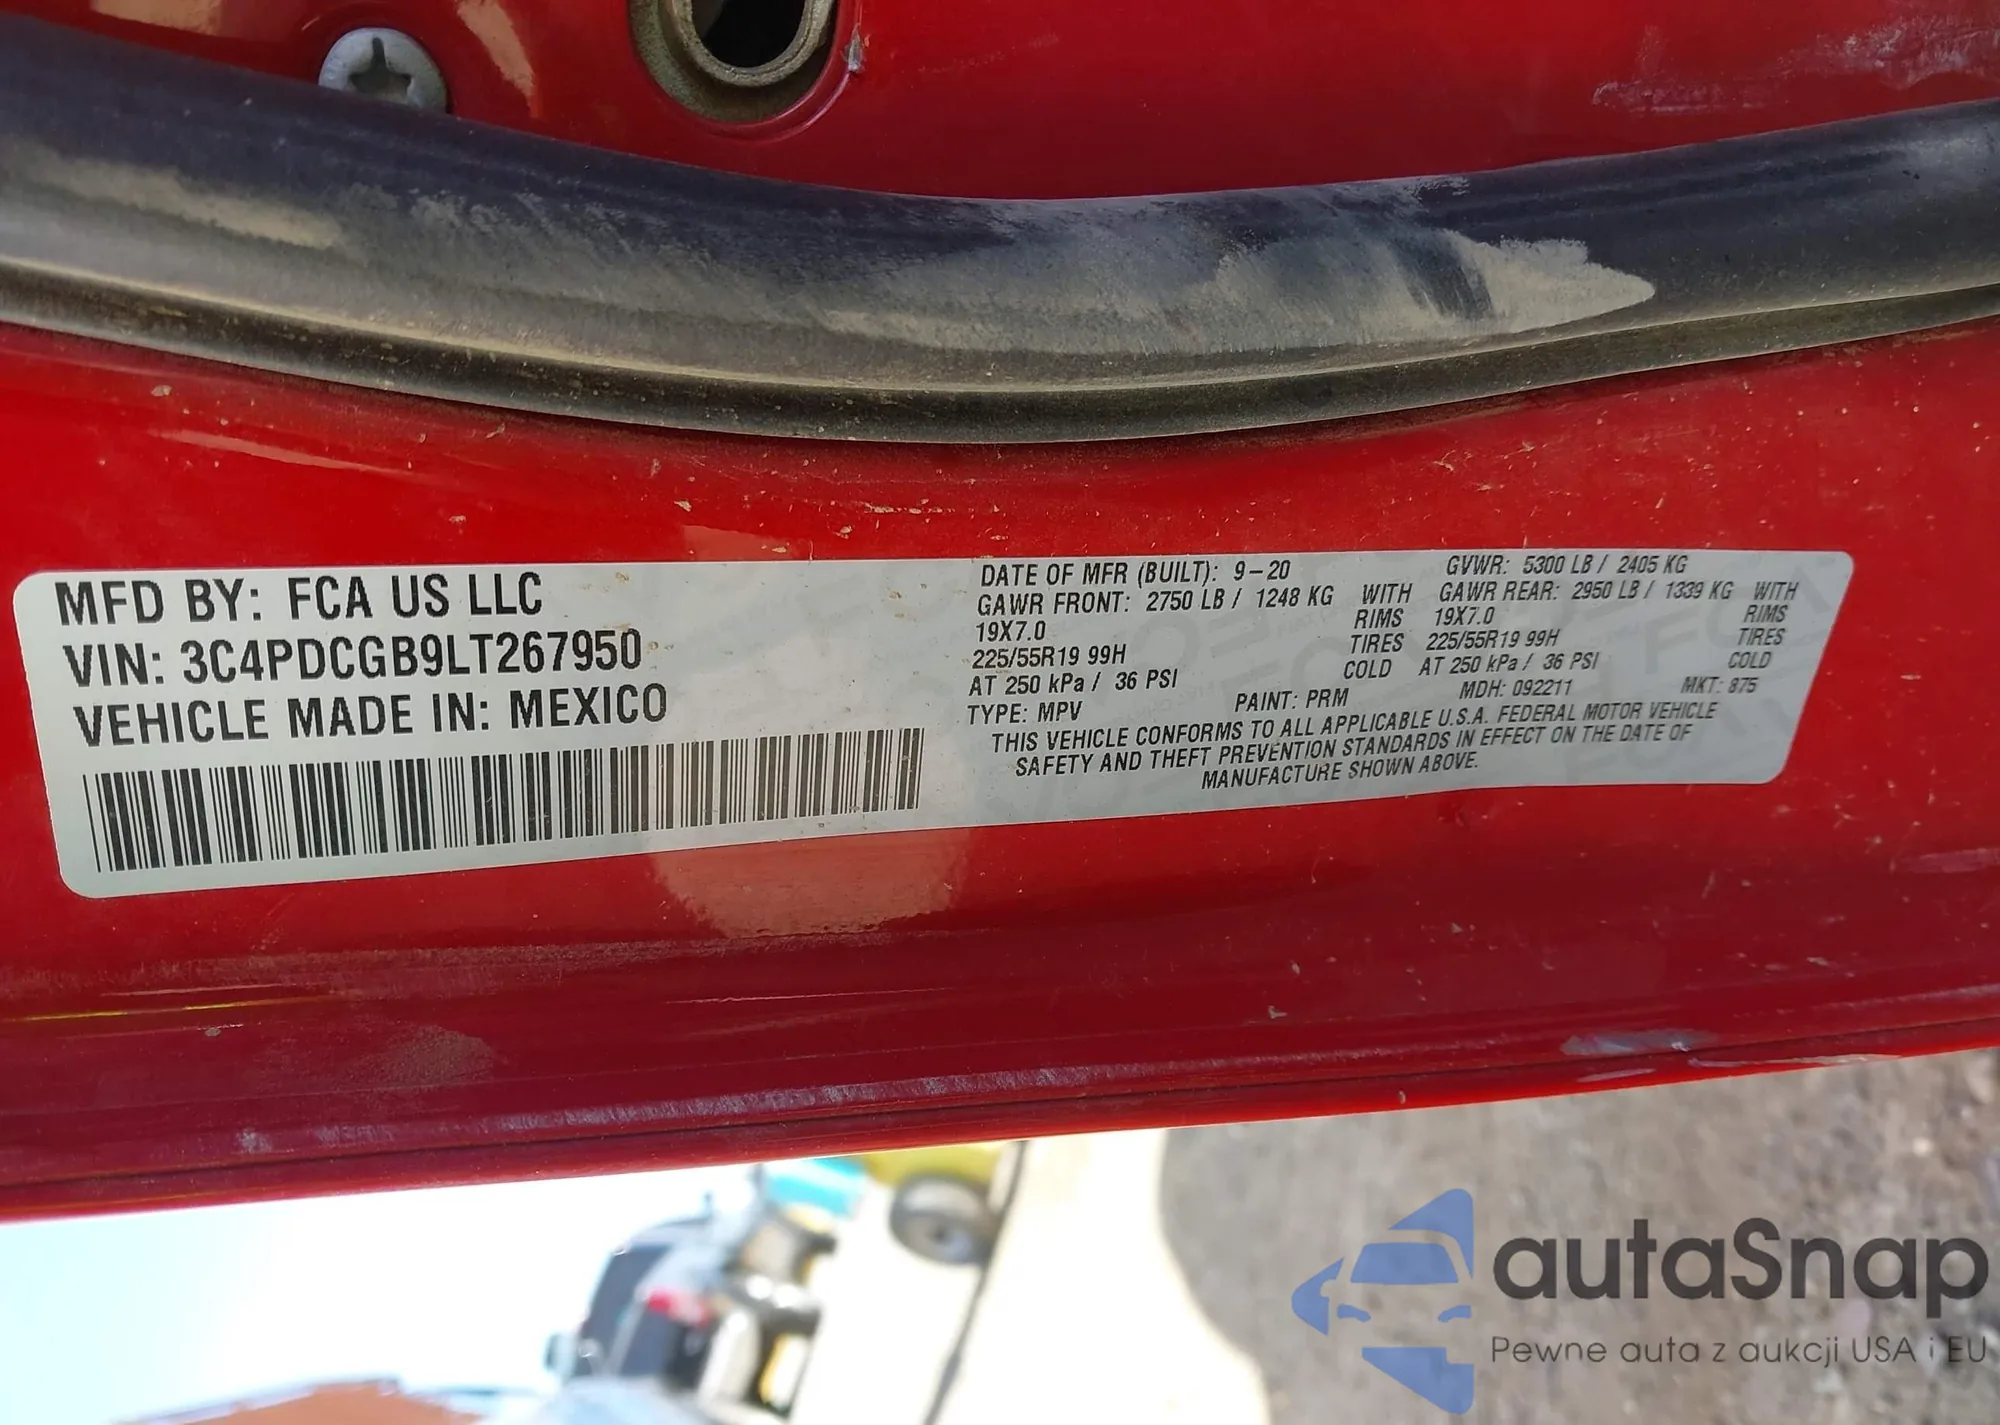 MFD BY: FCA US LLC
VIN: 3C4PDCGB9LT267950
VEHICLE MADE IN: MEXICO
DATE OF MFR (BUILT): 9-20 GVWR: 5300 LB / 2405 KG
GAWR FRONT: 2750 LB / 1248 KG WITH GAWR REAR: 2950 LB / 1339 KG WITH
19X7.0 RIMS 19X7.0 RIMS
225/55R19 99H TIRES 225/55R19 99H TIRES
AT 250 kPa / 36 PSI COLD AT 250 kPa / 36 PSI COLD
TYPE: MPV PAINT: PRM MDH: 092211 MKT: 875
THIS VEHICLE CONFORMS TO ALL APPLICABLE U.S.A. FEDERAL MOTOR VEHICLE
SAFETY AND THEFT PREVENTION STANDARDS IN EFFECT ON THE DATE OF
MANUFACTURE SHOWN ABOVE.
autaSnap
Pewne auta z aukcji USA i EU